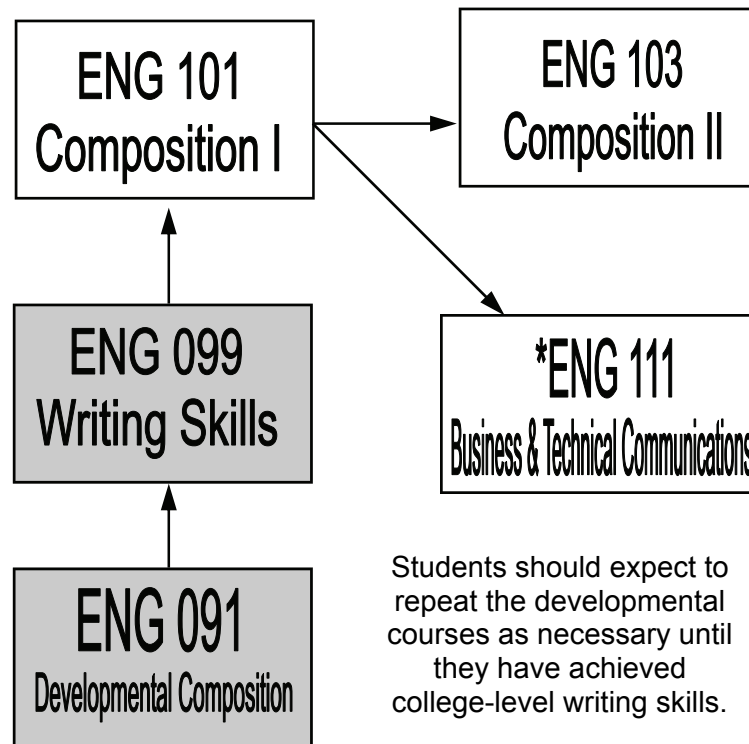 ENG 101
Composition I
ENG 103
Composition II
ENG 099
Writing Skills
*ENG 111
Business & Technical Communications
ENG 091
Developmental Composition
Students should expect to
repeat the developmental
courses as necessary until
they have achieved
college-level writing skills.